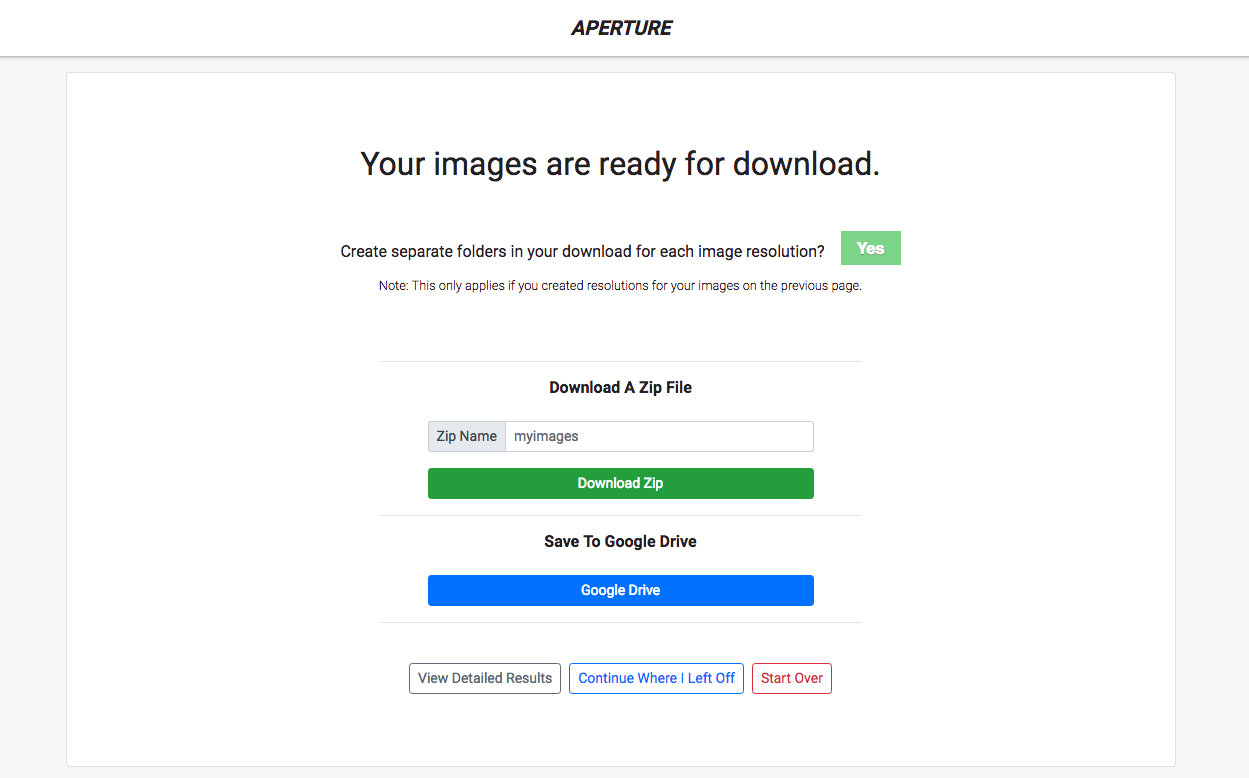 APERTURE
Your images are ready for download.
Create separate folders in your download for each image resolution? Yes
Note: This only applies if you created resolutions for your images on the previous page.
Download A Zip File
Zip Name myimages
Download Zip
Save To Google Drive
Google Drive
View Detailed Results Continue Where I Left Off Start Over